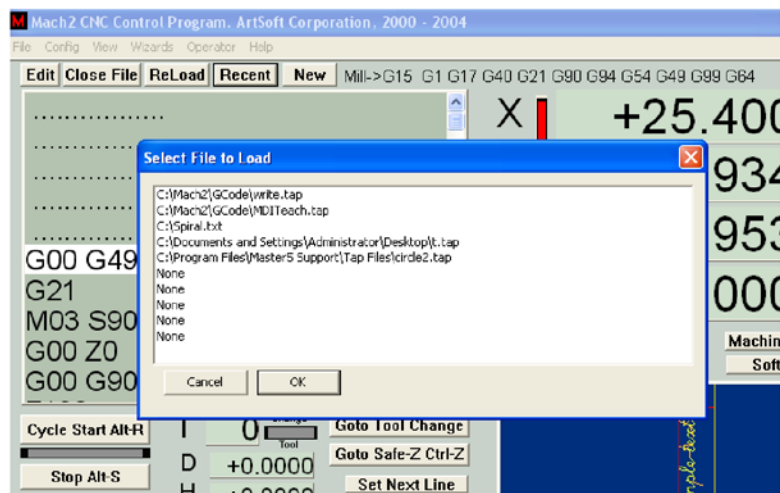 Mach2 CNC Control Program. ArtSoft Corporation, 2000 - 2004
File Config View Wizards Operator Help
Edit Close File ReLoad Recent New Mill->G15 G1 G17 G40 G21 G90 G94 G54 G49 G99 G64
.................
X +25.400
Select File to Load
C:\Mach2\GCode\write.tap
C:\Mach2\GCode\MDITeach.tap
C:\Spiral.txt
C:\Documents and Settings\Administrator\Desktop\t.tap
C:\Program Files\Master5 Support\Tap Files\circle2.tap
None
None
None
None
None
Cancel OK
934
953
000
G00 G49
G21
M03 S90
G00 Z0
G00 G90
Machin
Soft
Cycle Start Alt-R
T 0
Tool
Goto Tool Change
Stop Alt-S
D +0.0000
Goto Safe-Z Ctrl-Z
H +0.0000
Set Next Line